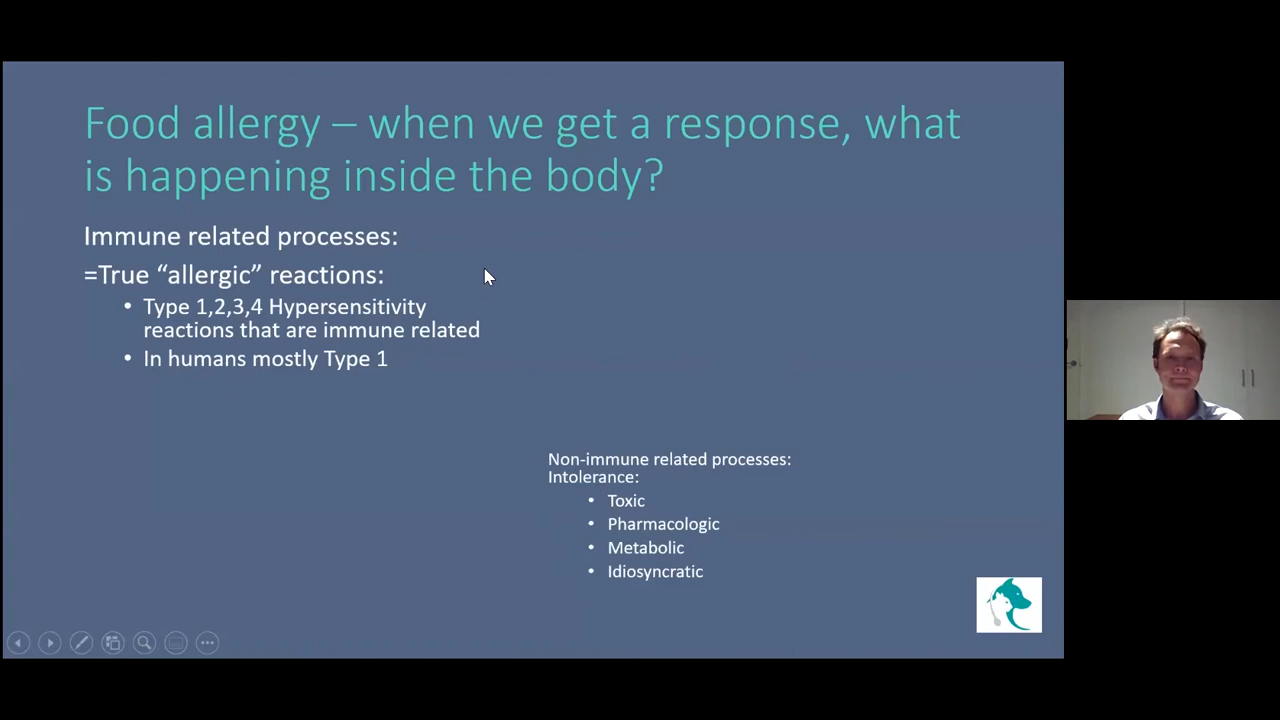 Food allergy – when we get a response, what
is happening inside the body?
Immune related processes:
=True “allergic” reactions:
• Type 1,2,3,4 Hypersensitivity
reactions that are immune related
• In humans mostly Type 1
Non-immune related processes:
Intolerance:
• Toxic
• Pharmacologic
• Metabolic
• Idiosyncratic